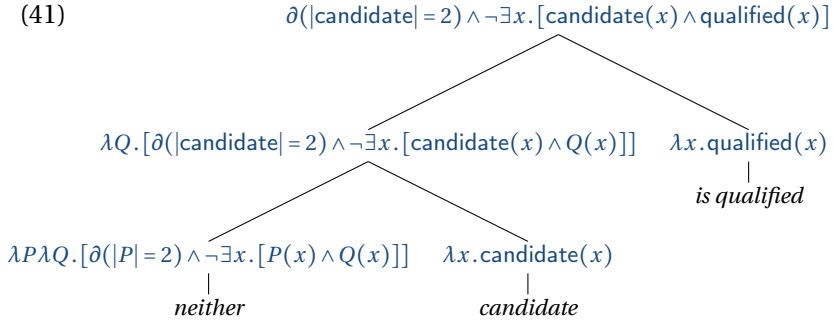 (41) ∂(|candidate| = 2) ∧ ¬∃x.[candidate(x) ∧ qualified(x)]
λQ.[∂(|candidate| = 2) ∧ ¬∃x.[candidate(x) ∧ Q(x)]] λx.qualified(x)
is qualified
λPλQ.[∂(|P| = 2) ∧ ¬∃x.[P(x) ∧ Q(x)]] λx.candidate(x)
neither candidate